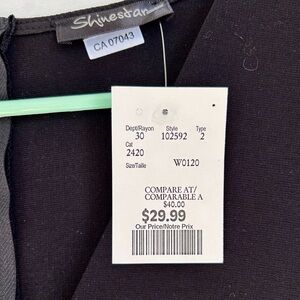 Shinestar
CA 07043
Dept/Rayon Style Type
30 102592 2
Cat
2420
Size/Taille W0120
COMPARE AT/
COMPARABLE A
$40.00
$29.99
Our Price/Notre Prix